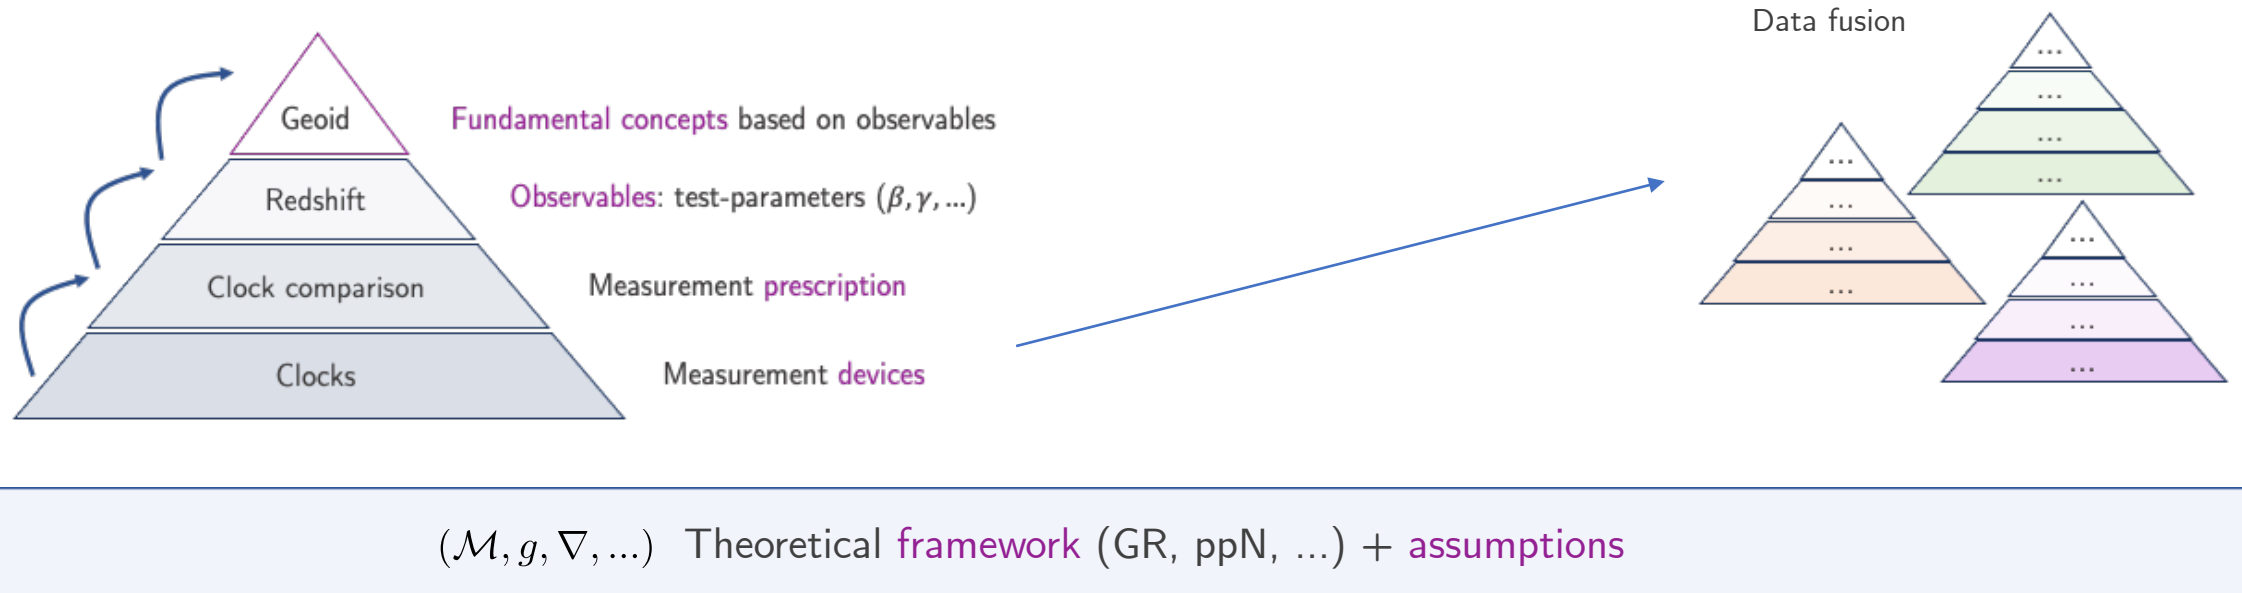 Data fusion
Geoid
Fundamental concepts based on observables
Redshift
Observables: test-parameters (β, γ, ...)
Clock comparison
Measurement prescription
Clocks
Measurement devices
...
...
...
...
...
...
...
...
...
...
...
...
(ℳ, g, ∇, ...) Theoretical framework (GR, ppN, ...) + assumptions